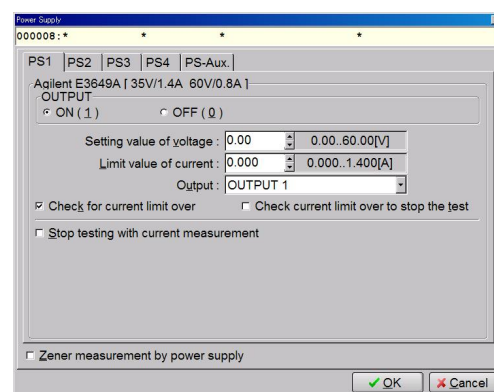 Power Supply
000008:* * * *
PS1 PS2 PS3 PS4 PS-Aux.
Agilent E3649A [ 35V/1.4A 60V/0.8A ]
OUTPUT
ON (1) OFF (0)
Setting value of voltage : 0.00 0.00..60.00[V]
Limit value of current : 0.000 0.000..1.400[A]
Output : OUTPUT 1
Check for current limit over Check current limit over to stop the test
Stop testing with current measurement
Zener measurement by power supply
OK Cancel